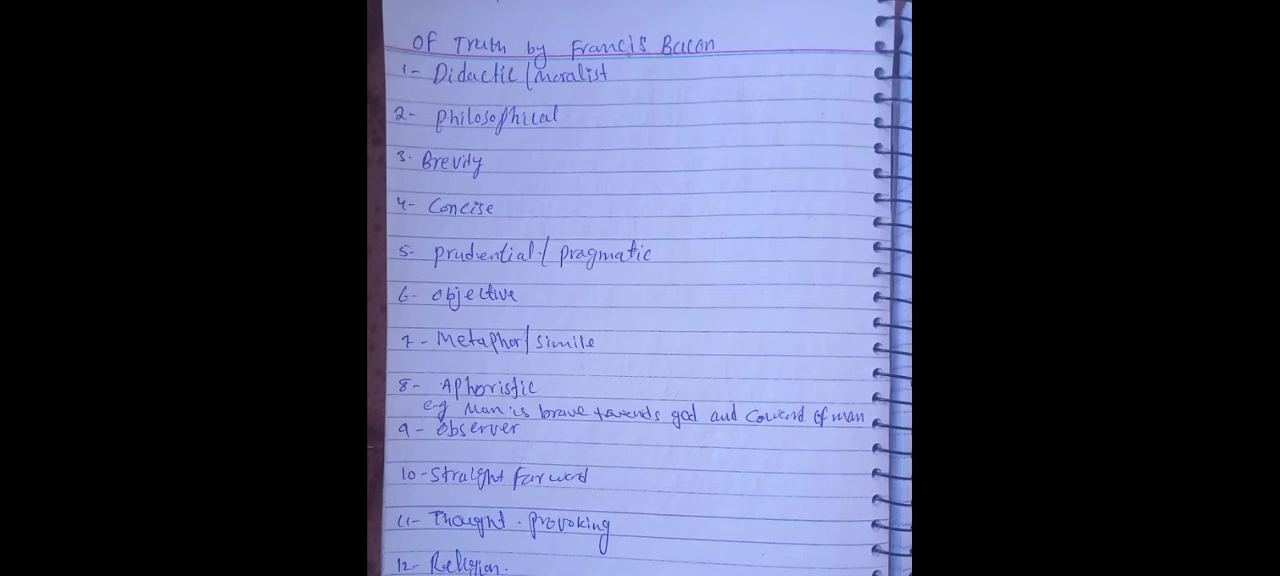 Of Truth by Francis Bacon
1- Didactic/Moralist
2- Philosophical
3. Brevity
4- Concise
5- prudential/pragmatic
6- objective
7- Metaphor/simile
8- Aphoristic
eg Man is brave towards god and coward of man
9- observer
10- Straight forward
11- Thought-provoking
12- Religion.